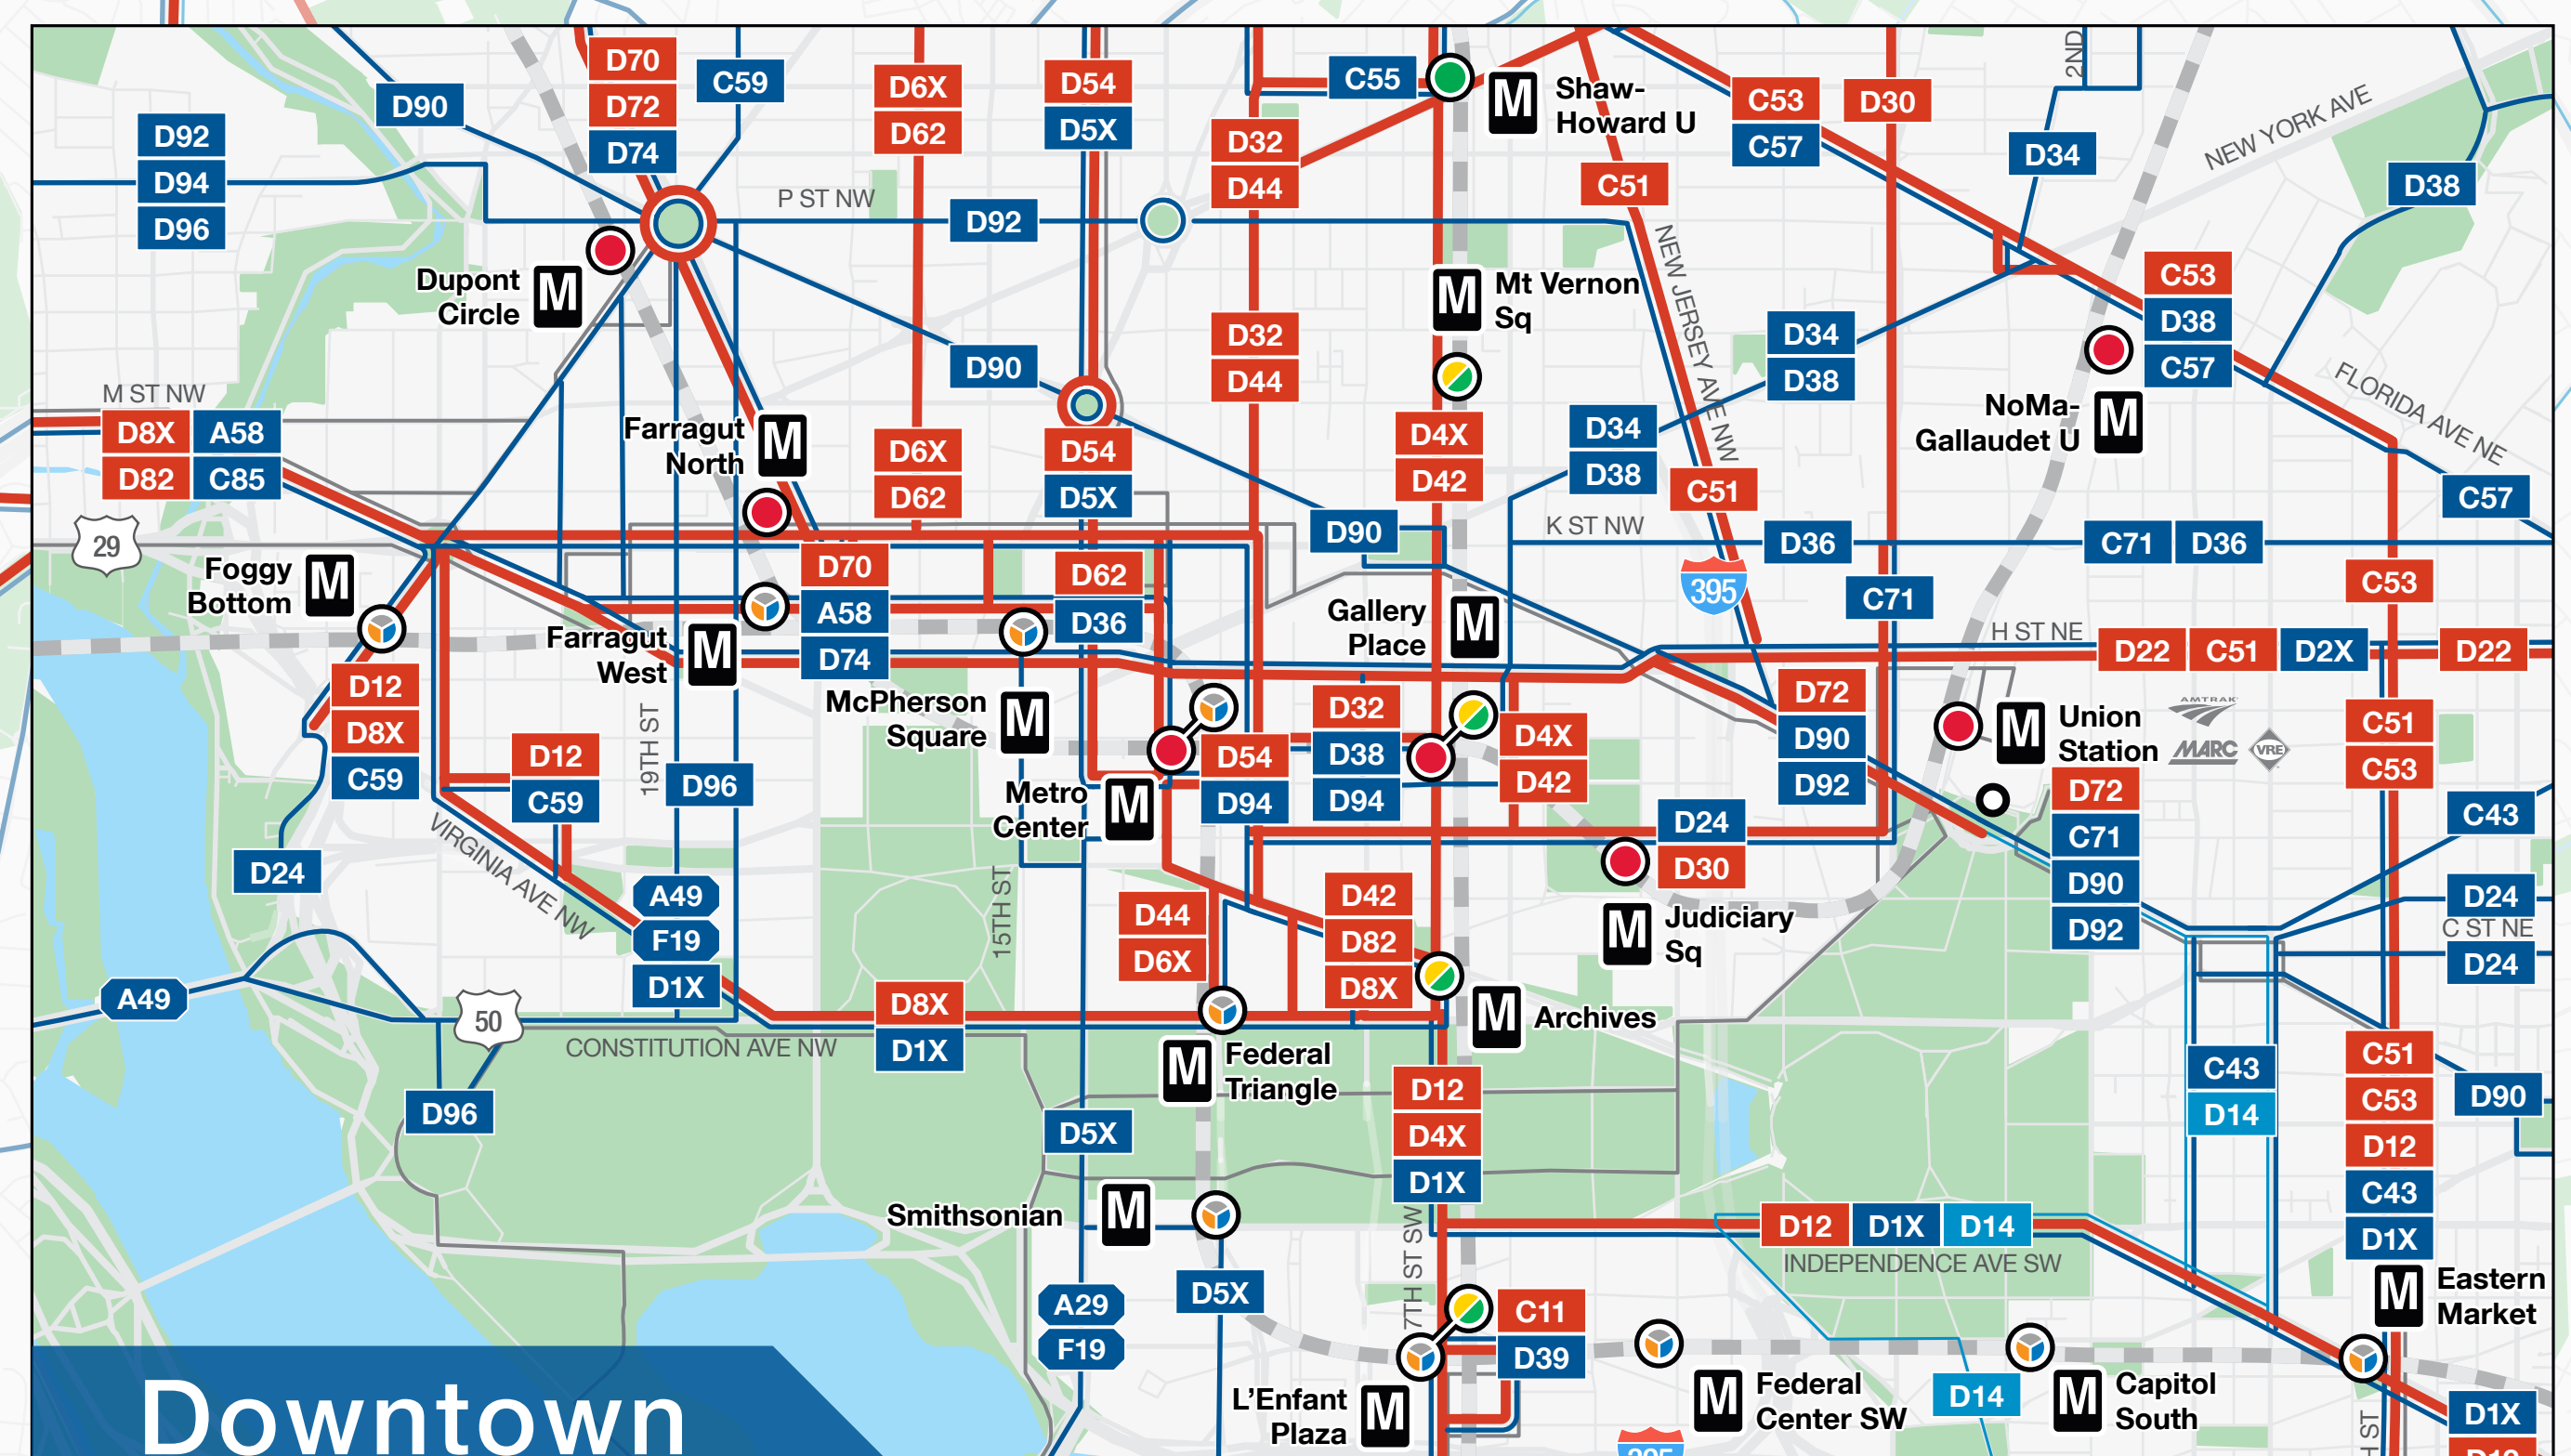 D70
D72
D74
C59
D6X
D62
D54
D5X
C55
M
Shaw-
Howard U
C53
C57
D30
2ND
D34
NEW YORK AVE
D38
D90
D92
D94
D96
D32
D44
C51
P ST NW
D92
Dupont
Circle
M
M
Mt Vernon
Sq
NEW JERSEY AVE NW
C53
D38
C57
D32
D44
D34
D38
D90
M ST NW
D8X
A58
D82
C85
Farragut
North
M
D6X
D62
D54
D5X
D4X
D42
D34
D38
C51
NoMa-
Gallaudet U
M
FLORIDA AVE NE
C57
29
Foggy
Bottom
M
D70
A58
D74
D62
D36
D90
K ST NW
D36
C71
D36
395
C71
C53
Farragut
West
M
Gallery
Place
M
H ST NE
D22
C51
D2X
D22
D12
D8X
C59
McPherson
Square
M
D32
D38
D94
D4X
D42
D72
D90
D92
M
Union
Station
AMTRAK
MARC
VRE
C51
C53
D12
C59
19TH ST
D96
Metro
Center
M
D54
D94
D24
D30
D72
C71
D90
D92
C43
VIRGINIA AVE NW
D24
A49
F19
D1X
15TH ST
D44
D6X
D42
D82
D8X
M
Judiciary
Sq
D24
C ST NE
D24
A49
50
D8X
D1X
CONSTITUTION AVE NW
M
Archives
M
Federal
Triangle
D96
D5X
D12
D4X
D1X
C43
D14
C51
C53
D12
C43
D1X
D90
Smithsonian
M
7TH ST SW
D12
D1X
D14
INDEPENDENCE AVE SW
M
Eastern
Market
A29
F19
D5X
C11
D39
L'Enfant
Plaza
M
M
Federal
Center SW
D14
M
Capitol
South
D1X
Downtown